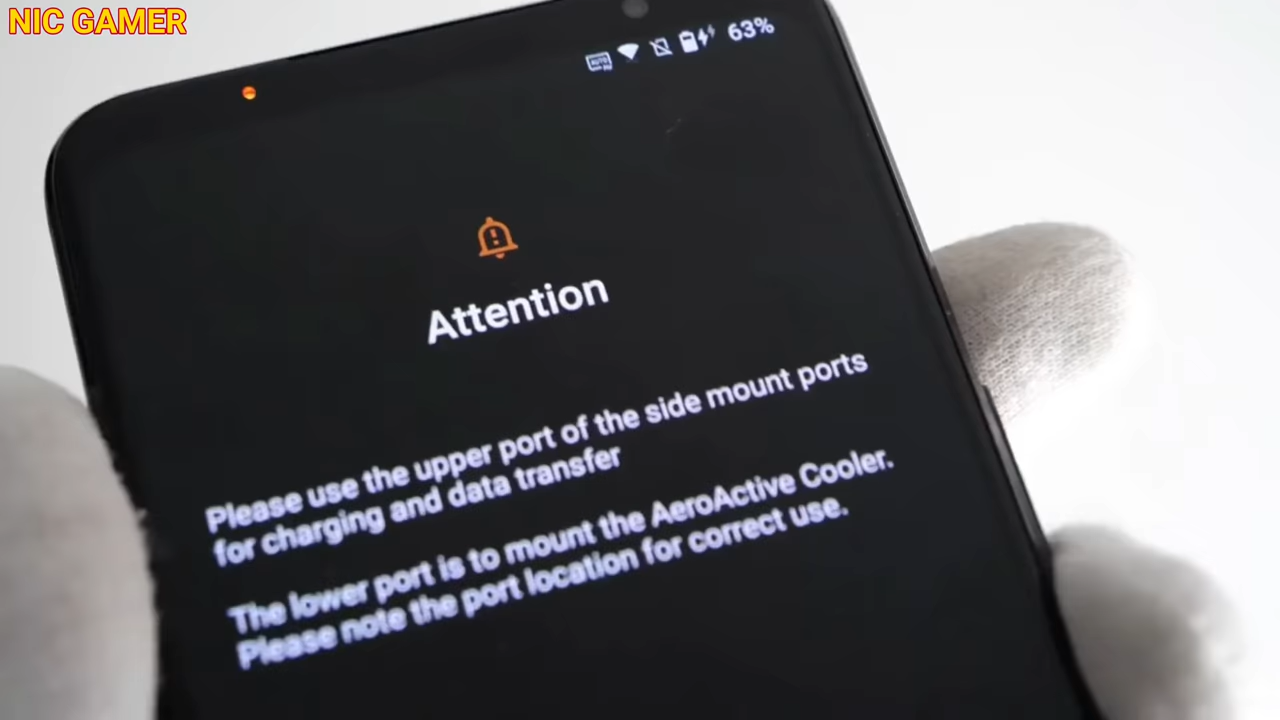 NIC GAMER
AUTO
63%
Attention
Please use the upper port of the side mount ports
for charging and data transfer
The lower port is to mount the AeroActive Cooler.
Please note the port location for correct use.